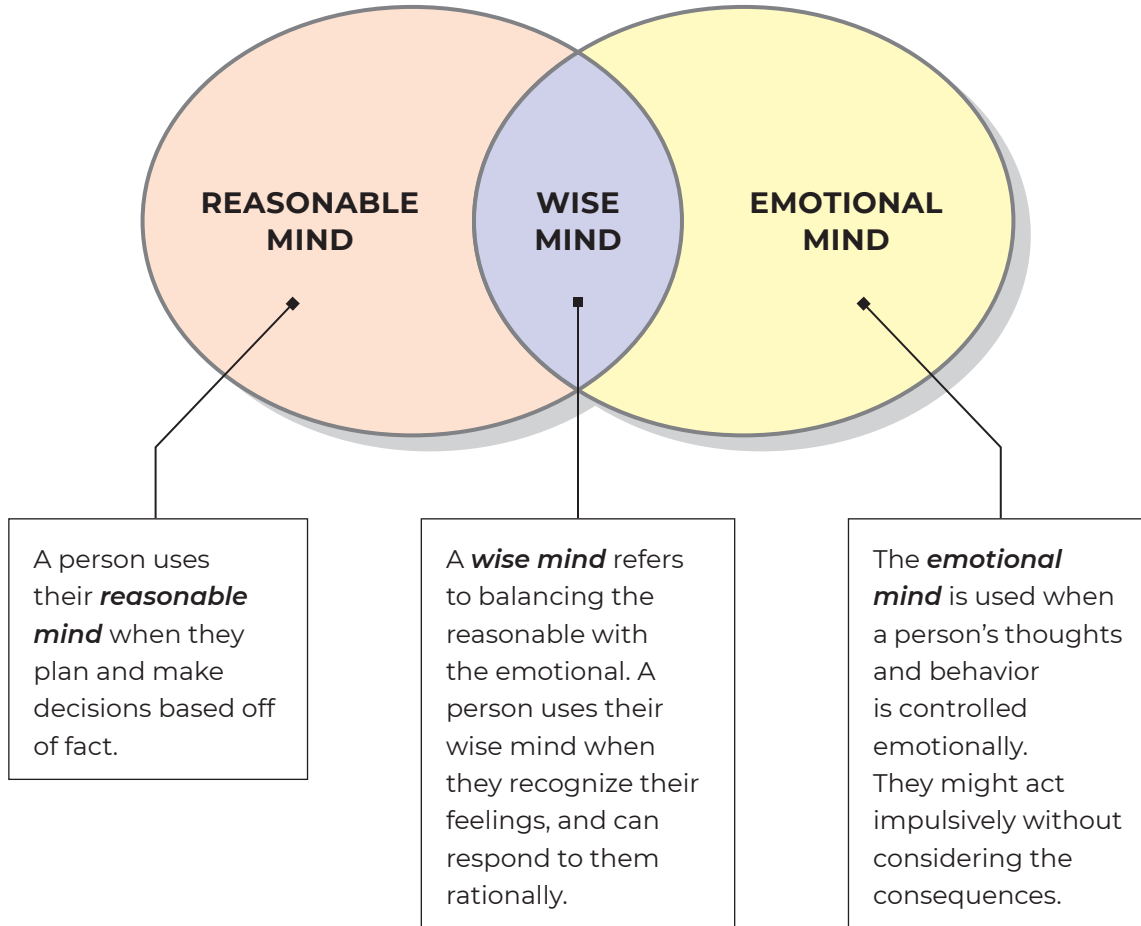 REASONABLE
MIND
WISE
MIND
EMOTIONAL
MIND
A person uses
their reasonable
mind when they
plan and make
decisions based off
of fact.
A wise mind refers
to balancing the
reasonable with
the emotional. A
person uses their
wise mind when
they recognize their
feelings, and can
respond to them
rationally.
The emotional
mind is used when
a person’s thoughts
and behavior
is controlled
emotionally.
They might act
impulsively without
considering the
consequences.